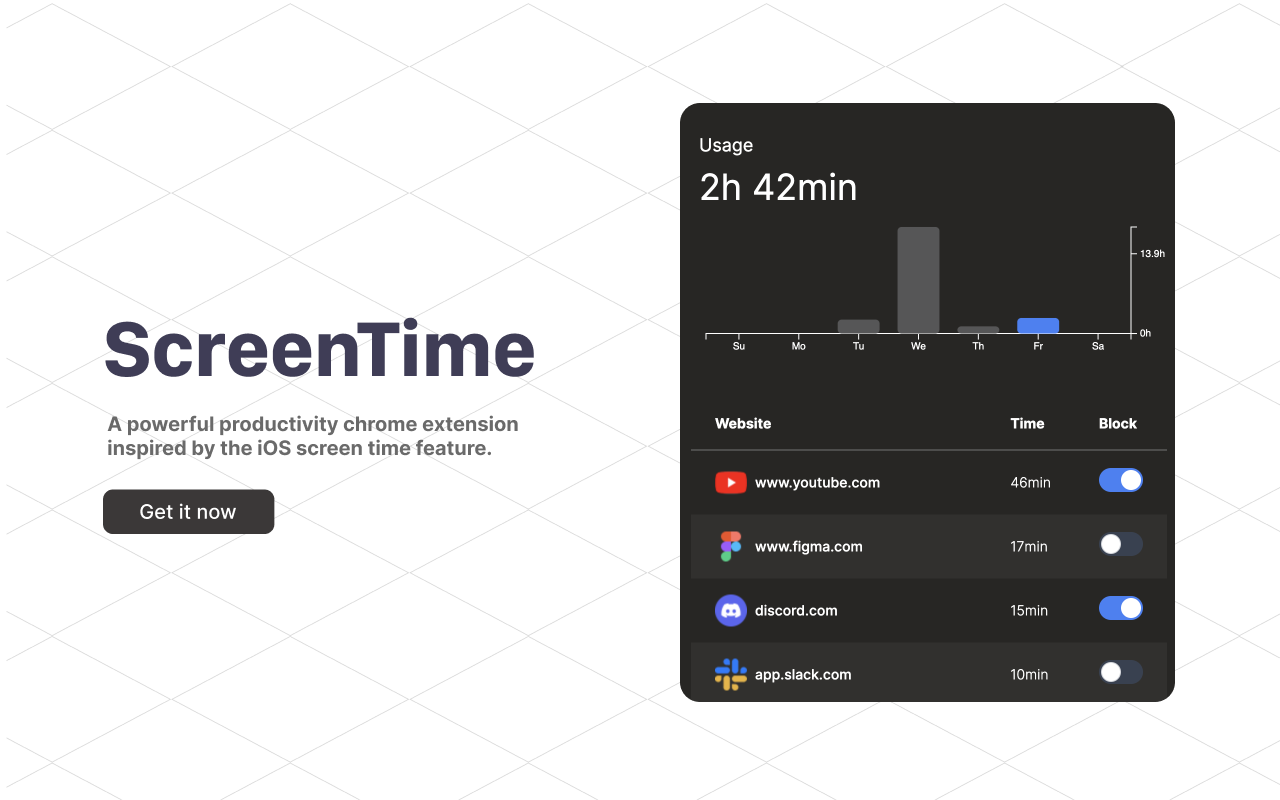 ScreenTime
A powerful productivity chrome extension
inspired by the iOS screen time feature.
Get it now
Usage
2h 42min
13.9h
0h
Su Mo Tu We Th Fr Sa
Website Time Block
www.youtube.com 46min
www.figma.com 17min
discord.com 15min
app.slack.com 10min